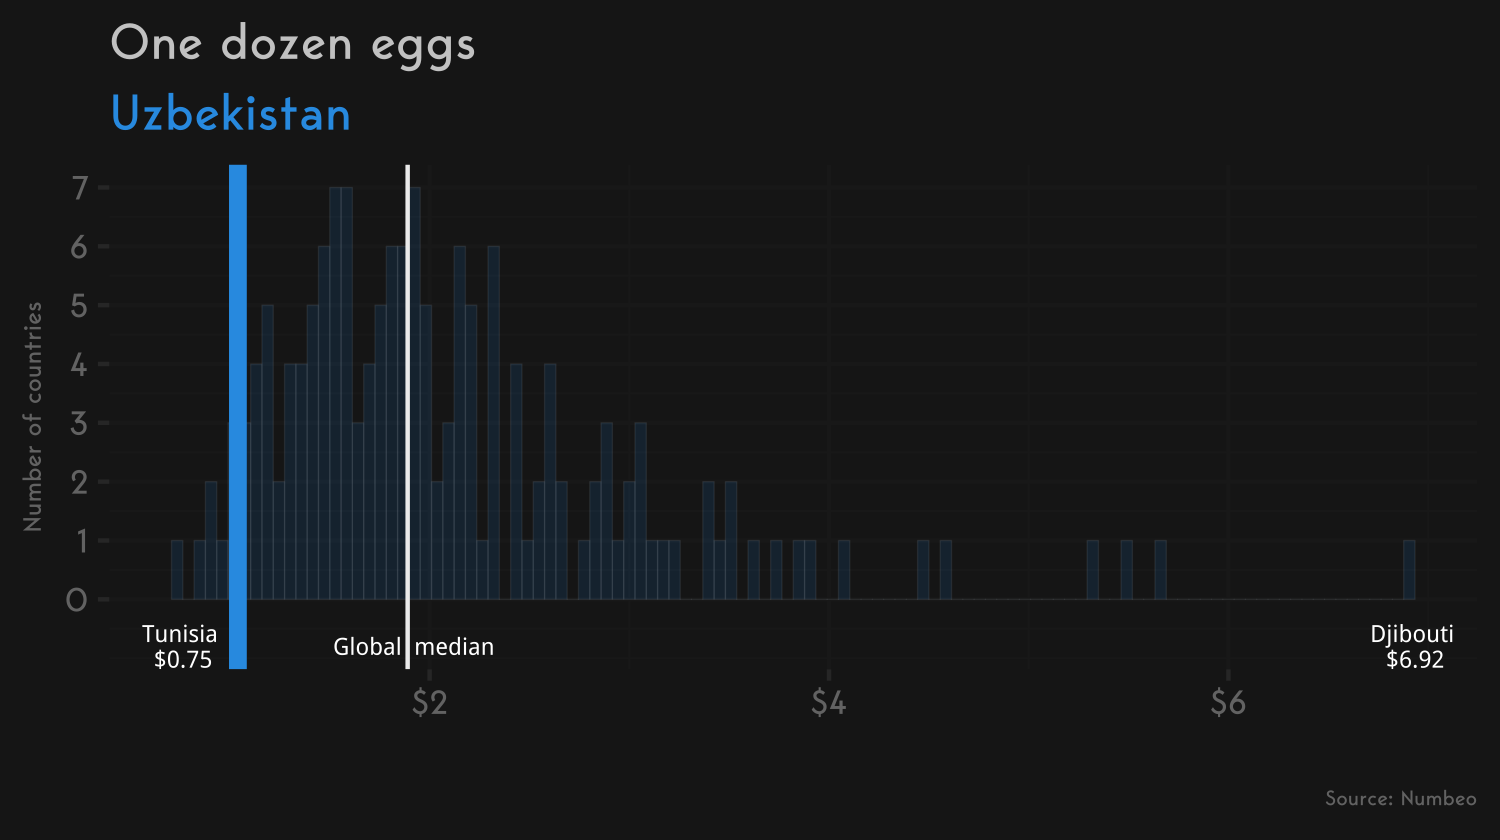 One dozen eggs
Uzbekistan
Number of countries
7
6
5
4
3
2
1
0
Tunisia
$0.75
Global median
Djibouti
$6.92
$2
$4
$6
Source: Numbeo